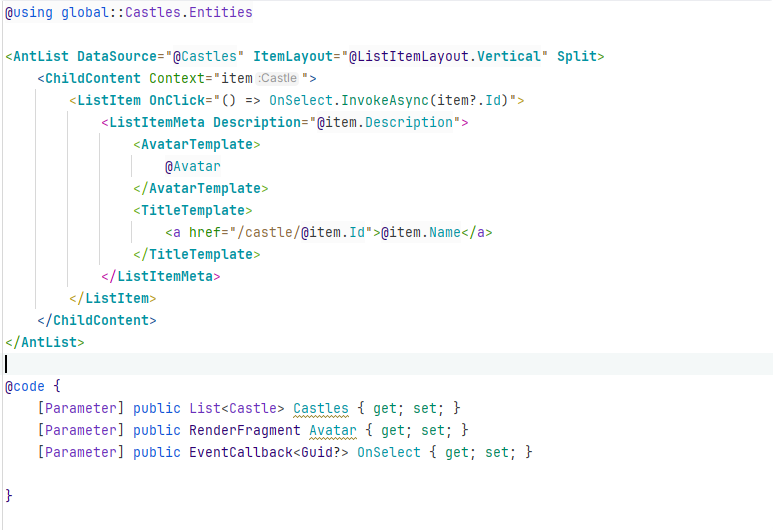 @using global::Castles.Entities
<AntList DataSource="@Castles" ItemLayout="@ListItemLayout.Vertical" Split>
    <ChildContent Context="item :Castle ">
        <ListItem OnClick="() => OnSelect.InvokeAsync(item?.Id)">
            <ListItemMeta Description="@item.Description">
                <AvatarTemplate>
                    @Avatar
                </AvatarTemplate>
                <TitleTemplate>
                    <a href="/castle/@item.Id">@item.Name</a>
                </TitleTemplate>
            </ListItemMeta>
        </ListItem>
    </ChildContent>
</AntList>
@code {
    [Parameter] public List<Castle> Castles { get; set; }
    [Parameter] public RenderFragment Avatar { get; set; }
    [Parameter] public EventCallback<Guid?> OnSelect { get; set; }
}